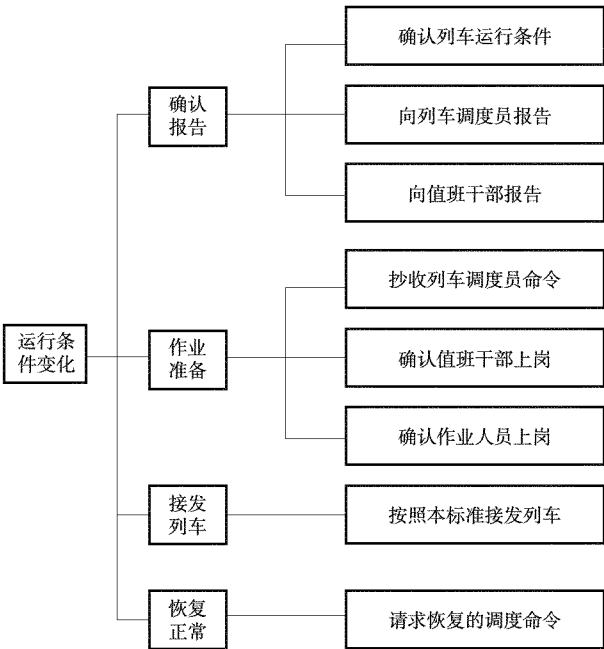 确认列车运行条件
确认
报告
向列车调度员报告
向值班干部报告
抄收列车调度员命令
运行条
件变化
作业
准备
确认值班干部上岗
确认作业人员上岗
接发
列车
按照本标准接发列车
恢复
正常
请求恢复的调度命令